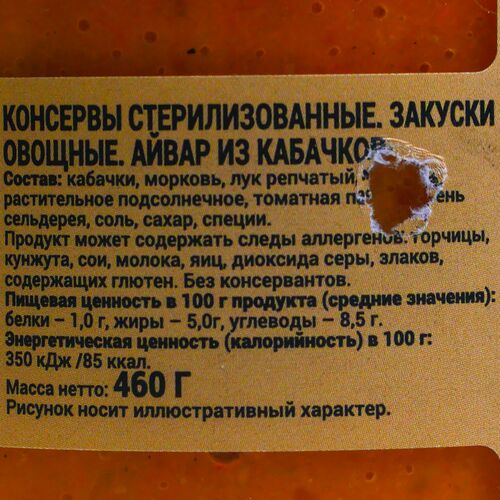 КОНСЕРВЫ СТЕРИЛИЗОВАННЫЕ. ЗАКУСКИ
ОВОЩНЫЕ. АЙВАР ИЗ КАБАЧКОВ
Состав: кабачки, морковь, лук репчатый,
растительное подсолнечное, томатная
сельдерея, соль, сахар, специи.
Продукт может содержать следы аллергенов: горчицы,
кунжута, сои, молока, яиц, диоксида серы, злаков,
содержащих глютен. Без консервантов.
Пищевая ценность в 100 г продукта (средние значения):
белки – 1,0 г, жиры – 5,0г, углеводы – 8,5 г.
Энергетическая ценность (калорийность) в 100 г:
350 кДж /85 ккал.
Масса нетто: 460 Г
Рисунок носит иллюстративный характер.